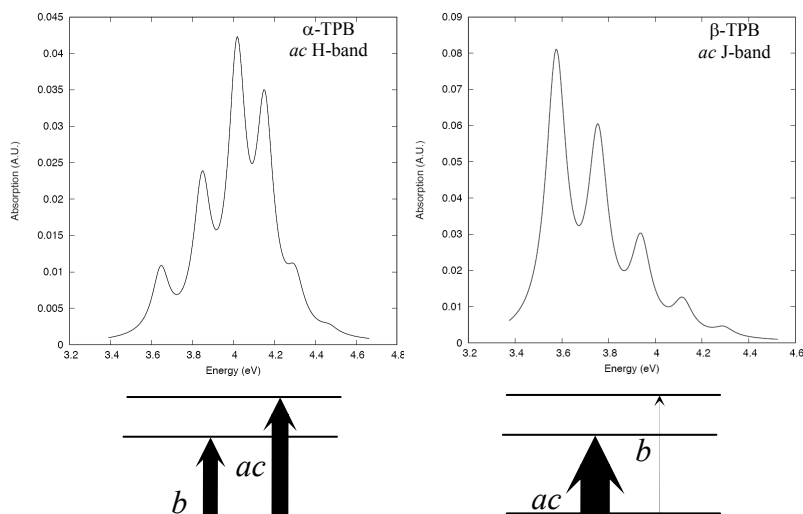 α-TPB
ac H-band
0.045
0.04
0.035
0.03
0.025
0.02
0.015
0.01
0.005
0
Absorption (A.U.)
3.2 3.4 3.6 3.8 4 4.2 4.4 4.6 4.8
Energy (eV)
β-TPB
ac J-band
0.09
0.08
0.07
0.06
0.05
0.04
0.03
0.02
0.01
0
Absorption (A.U.)
3.2 3.4 3.6 3.8 4 4.2 4.4 4.6
Energy (eV)
b
ac
ac
b